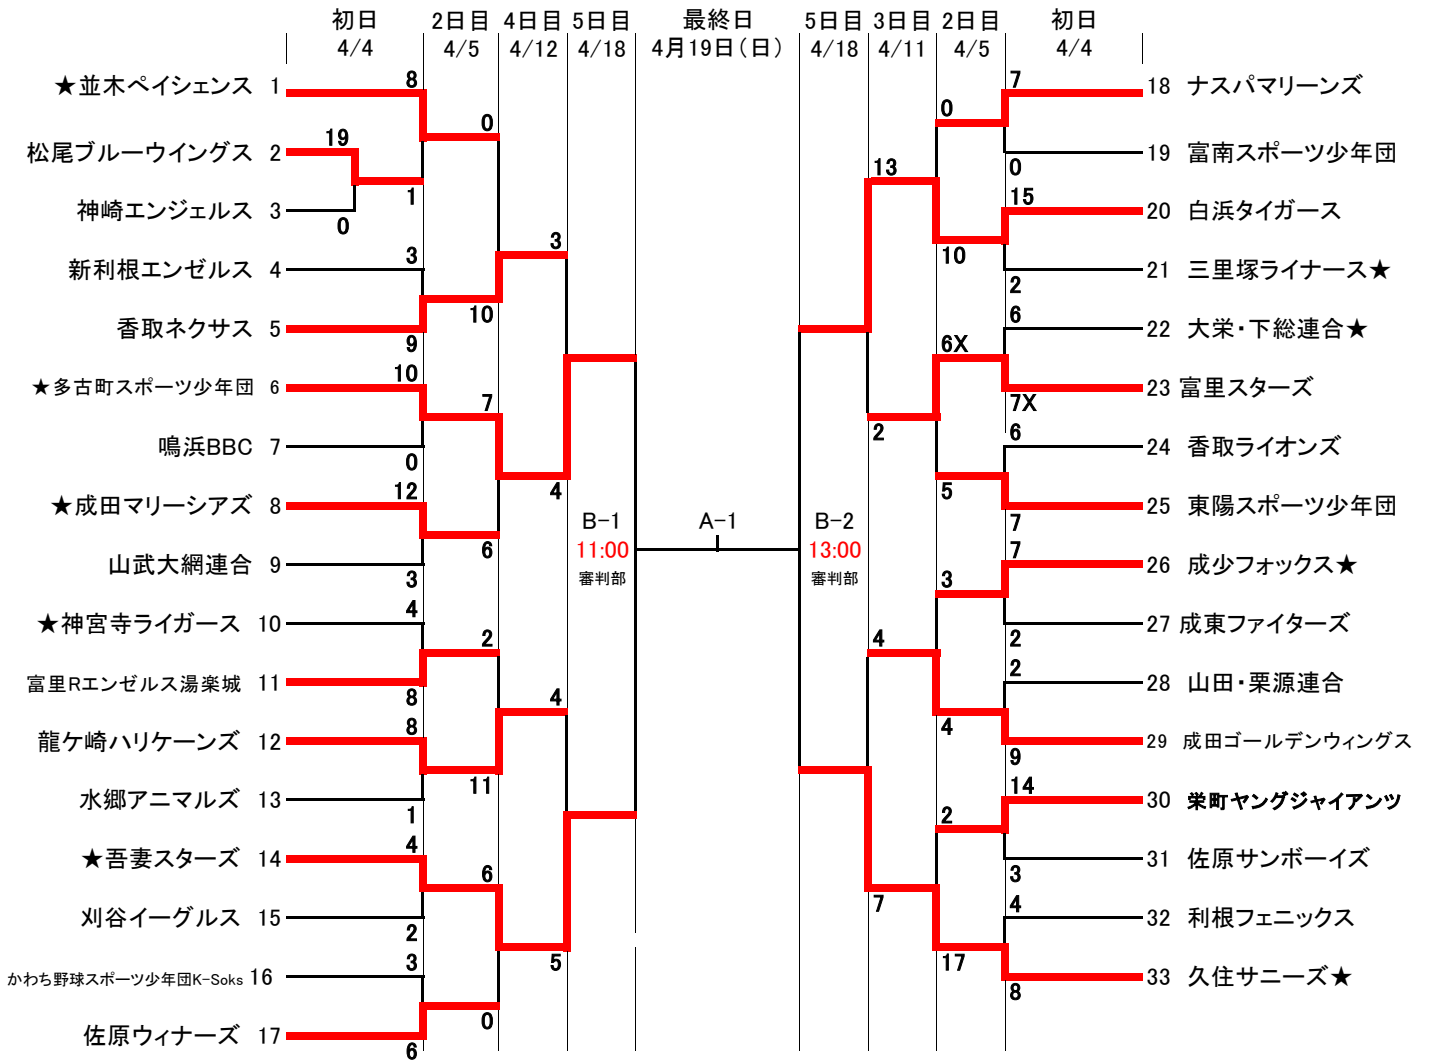 初日 2日目 4日目 5日目 最終日 5日目 3日目 2日目 初日
4/4 4/5 4/12 4/18 4月19日(日) 4/18 4/11 4/5 4/4
★並木ペイシェンス 1 8
0
松尾ブルーウイングス 2 19
1
神崎エンジェルス 3 0
3
新利根エンゼルス 4 3
10
香取ネクサス 5 9
★多古町スポーツ少年団 6 10
7
鳴浜BBC 7 0
4
★成田マリーシアズ 8 12
6
山武大網連合 9 3
★神宮寺ライガース 10 4
2
富里Rエンゼルス湯楽城 11 8
4
龍ケ崎ハリケーンズ 12 8
11
水郷アニマルズ 13 1
★吾妻スターズ 14 4
6
刈谷イーグルス 15 2
5
かわち野球スポーツ少年団K-Soks 16 3
0
佐原ウィナーズ 17 6
B-1
11:00
審判部
A-1
B-2
13:00
審判部
7 18 ナスパマリーンズ
0
19 富南スポーツ少年団
0
13
15
20 白浜タイガース
10
21 三里塚ライナース★
2
6
22 大栄・下総連合★
6X
23 富里スターズ
7X
2
6
24 香取ライオンズ
5
25 東陽スポーツ少年団
7
7
26 成少フォックス★
3
27 成東ファイターズ
2
4
2
28 山田・栗源連合
4
29 成田ゴールデンウィングス
9
14
30 栄町ヤングジャイアンツ
2
31 佐原サンボーイズ
3
7
4
32 利根フェニックス
17
33 久住サニーズ★
8